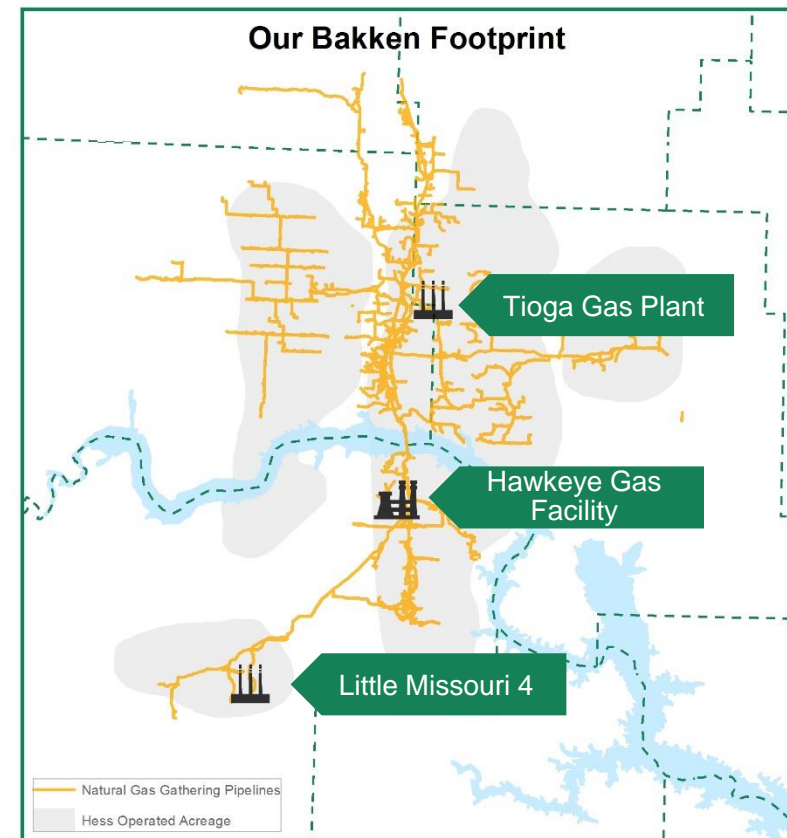 Our Bakken Footprint
Tioga Gas Plant
Hawkeye Gas
Facility
Little Missouri 4
Natural Gas Gathering Pipelines
Hess Operated Acreage